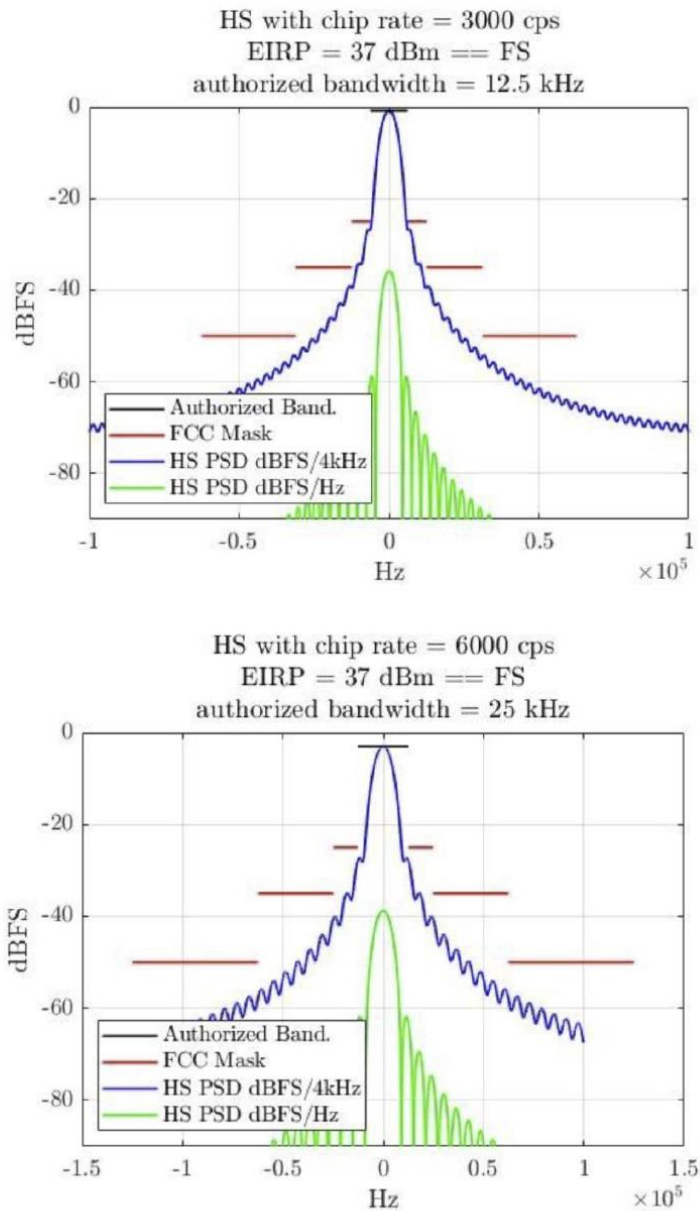 HS with chip rate = 3000 cps
EIRP = 37 dBm == FS
authorized bandwidth = 12.5 kHz
0
-20
-40
-60
-80
dBFS
Authorized Band.
FCC Mask
HS PSD dBFS/4kHz
HS PSD dBFS/Hz
-1 -0.5 0 0.5 1
Hz ×10^5
HS with chip rate = 6000 cps
EIRP = 37 dBm == FS
authorized bandwidth = 25 kHz
0
-20
-40
-60
-80
dBFS
Authorized Band.
FCC Mask
HS PSD dBFS/4kHz
HS PSD dBFS/Hz
-1.5 -1 -0.5 0 0.5 1 1.5
Hz ×10^5